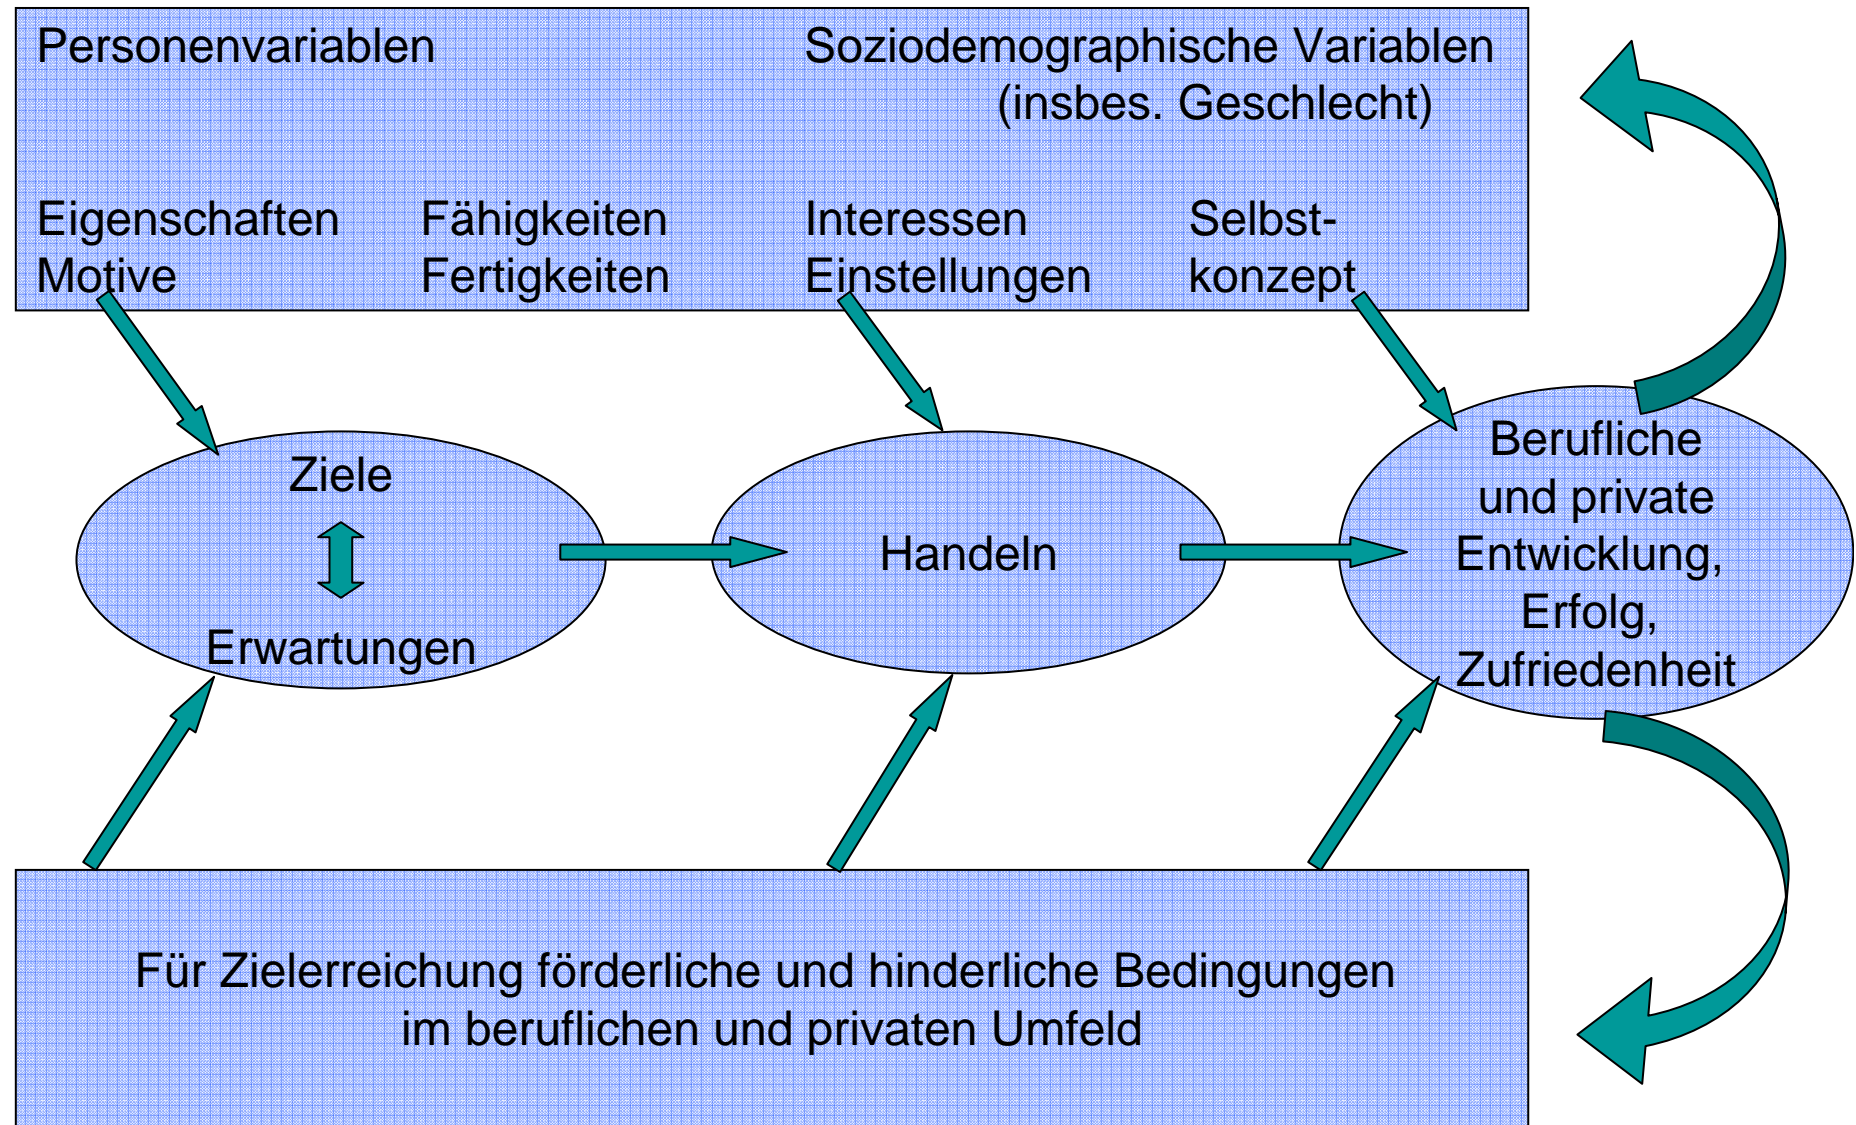 Personenvariablen Soziodemographische Variablen
(insbes. Geschlecht)
Eigenschaften Fähigkeiten Interessen Selbst-
Motive Fertigkeiten Einstellungen konzept
Ziele
Erwartungen
Handeln
Berufliche
und private
Entwicklung,
Erfolg,
Zufriedenheit
Für Zielerreichung förderliche und hinderliche Bedingungen
im beruflichen und privaten Umfeld